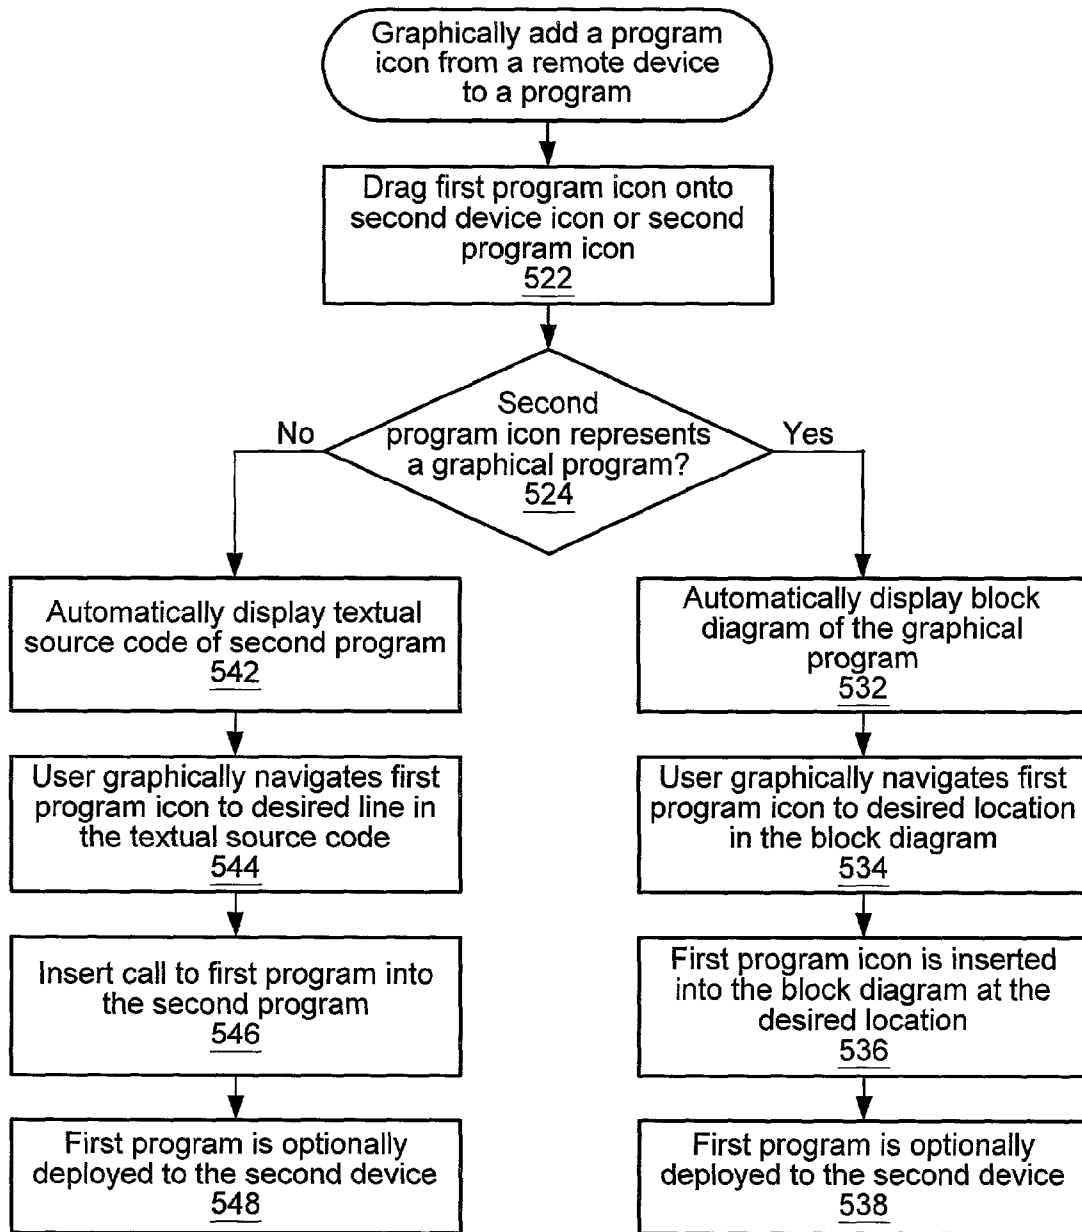 Graphically add a program
icon from a remote device
to a program
Drag first program icon onto
second device icon or second
program icon
522
Second
program icon represents
a graphical program?
524
No
Yes
Automatically display textual
source code of second program
542
User graphically navigates first
program icon to desired line in
the textual source code
544
Insert call to first program into
the second program
546
First program is optionally
deployed to the second device
548
Automatically display block
diagram of the graphical
program
532
User graphically navigates first
program icon to desired location
in the block diagram
534
First program icon is inserted
into the block diagram at the
desired location
536
First program is optionally
deployed to the second device
538